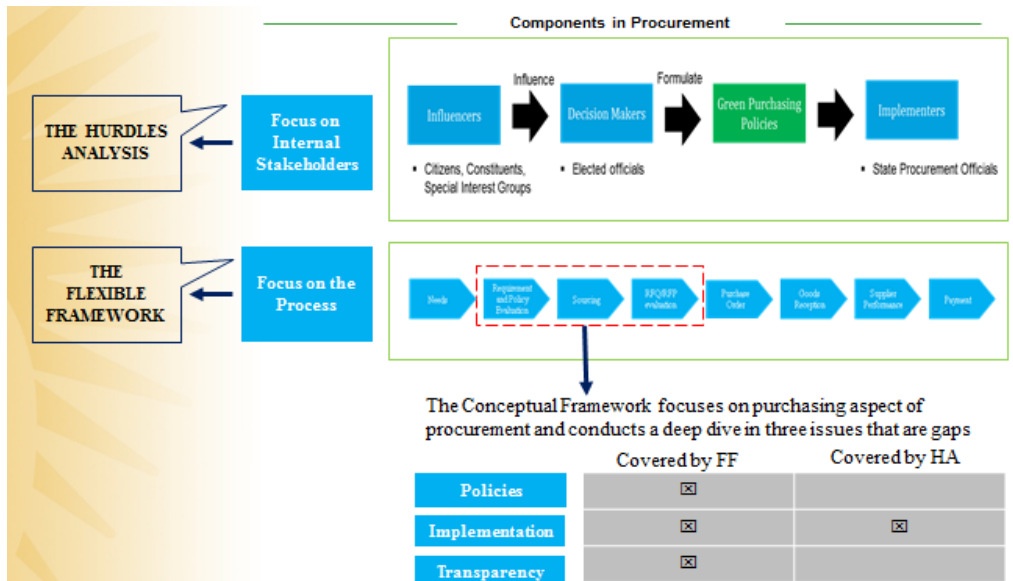 Components in Procurement
THE HURDLES
ANALYSIS
Focus on
Internal
Stakeholders
Influencers
Influence
Decision Makers
Formulate
Green Purchasing
Policies
Implementers
▪ Citizens, Constituents,
Special Interest Groups
▪ Elected officials
▪ State Procurement Officials
THE
FLEXIBLE
FRAMEWORK
Focus on the
Process
Needs
Requirement
and Policy
Evaluation
Sourcing
RFQ/RFP
evaluation
Purchase
Order
Goods
Reception
Supplier
Performance
Payment
The Conceptual Framework focuses on purchasing aspect of
procurement and conducts a deep dive in three issues that are gaps
Covered by FF Covered by HA
Policies ☒
Implementation ☒ ☒
Transparency ☒